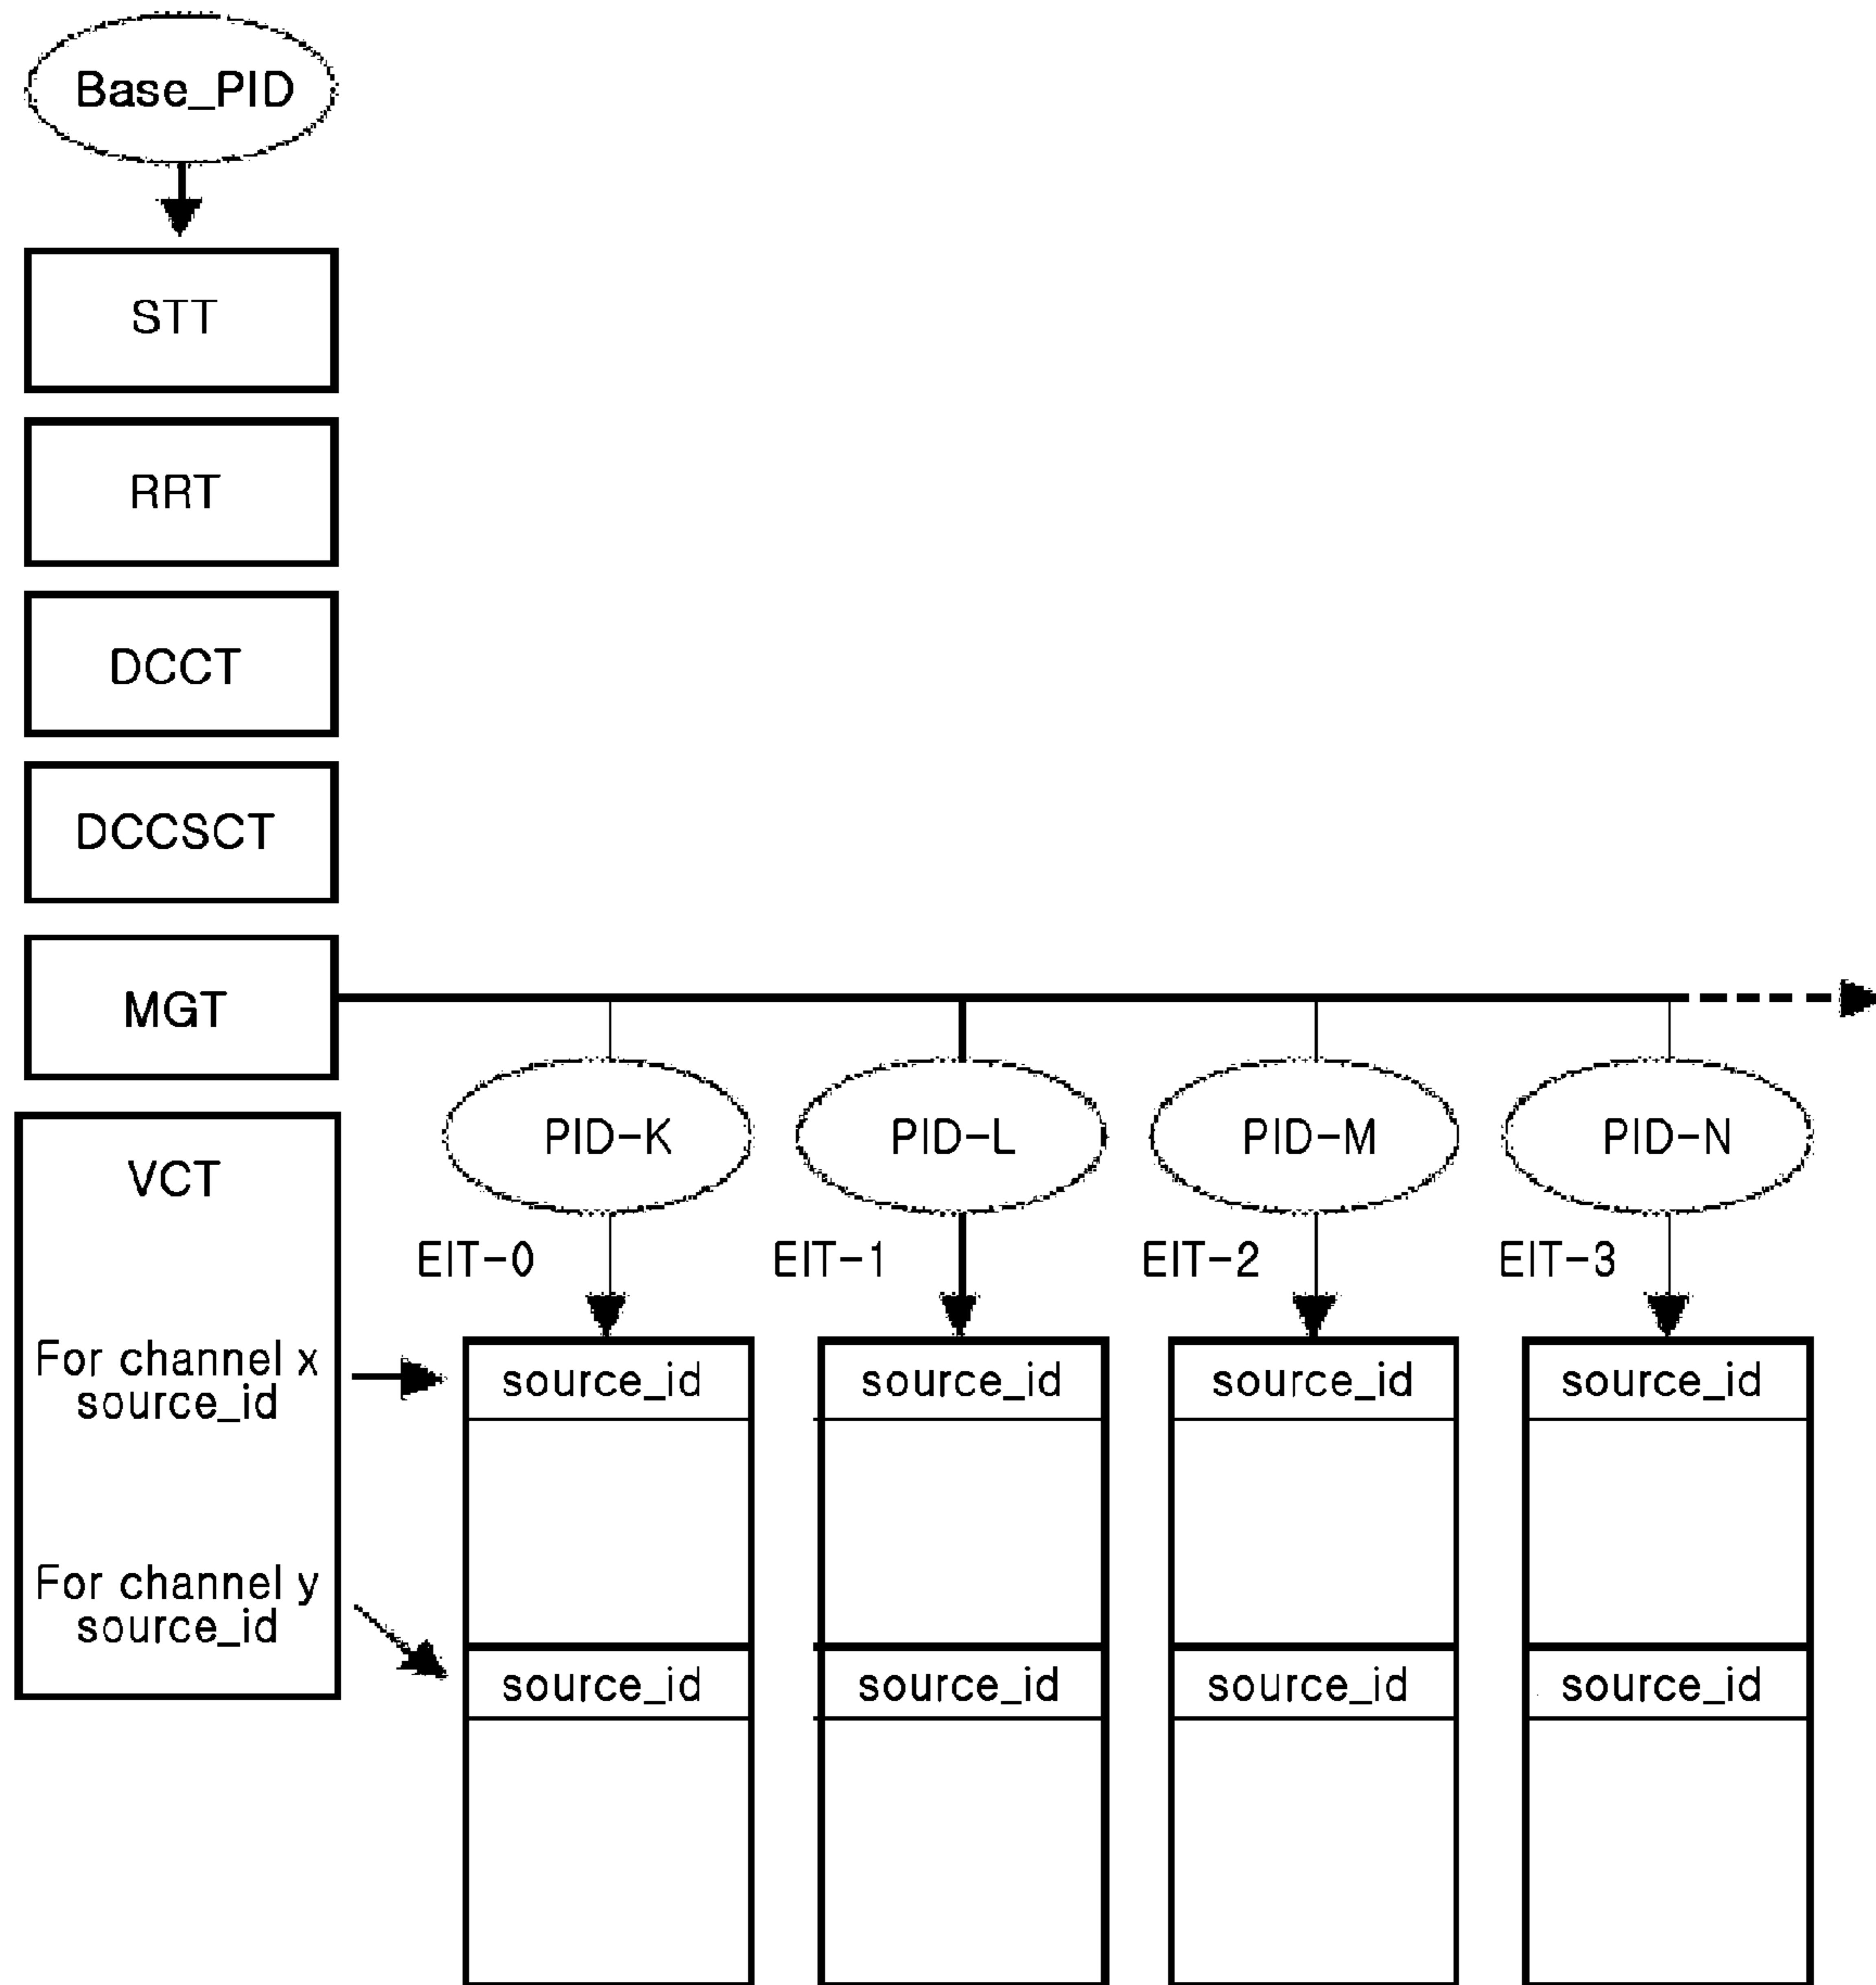 Base_PID
STT
RRT
DCCT
DCCSCT
MGT
PID-K
PID-L
PID-M
PID-N
VCT
EIT-0
EIT-1
EIT-2
EIT-3
For channel x
source_id
source_id
source_id
source_id
source_id
For channel y
source_id
source_id
source_id
source_id
source_id